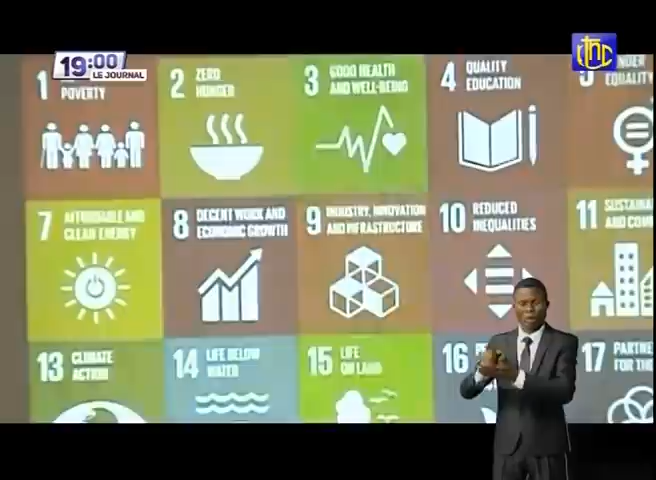 19:00
LE JOURNAL
1
POVERTY
2 ZERO
HUNGER
3 GOOD HEALTH
AND WELL-BEING
4 QUALITY
EDUCATION
5
EQUALITY
7 AFFORDABLE AND
CLEAN ENERGY
8 DECENT WORK AND
ECONOMIC GROWTH
9 INDUSTRY, INNOVATION
AND INFRASTRUCTURE
10 REDUCED
INEQUALITIES
11
13 CLIMATE
ACTION
14 LIFE BELOW
WATER
15 LIFE
ON LAND
16
17